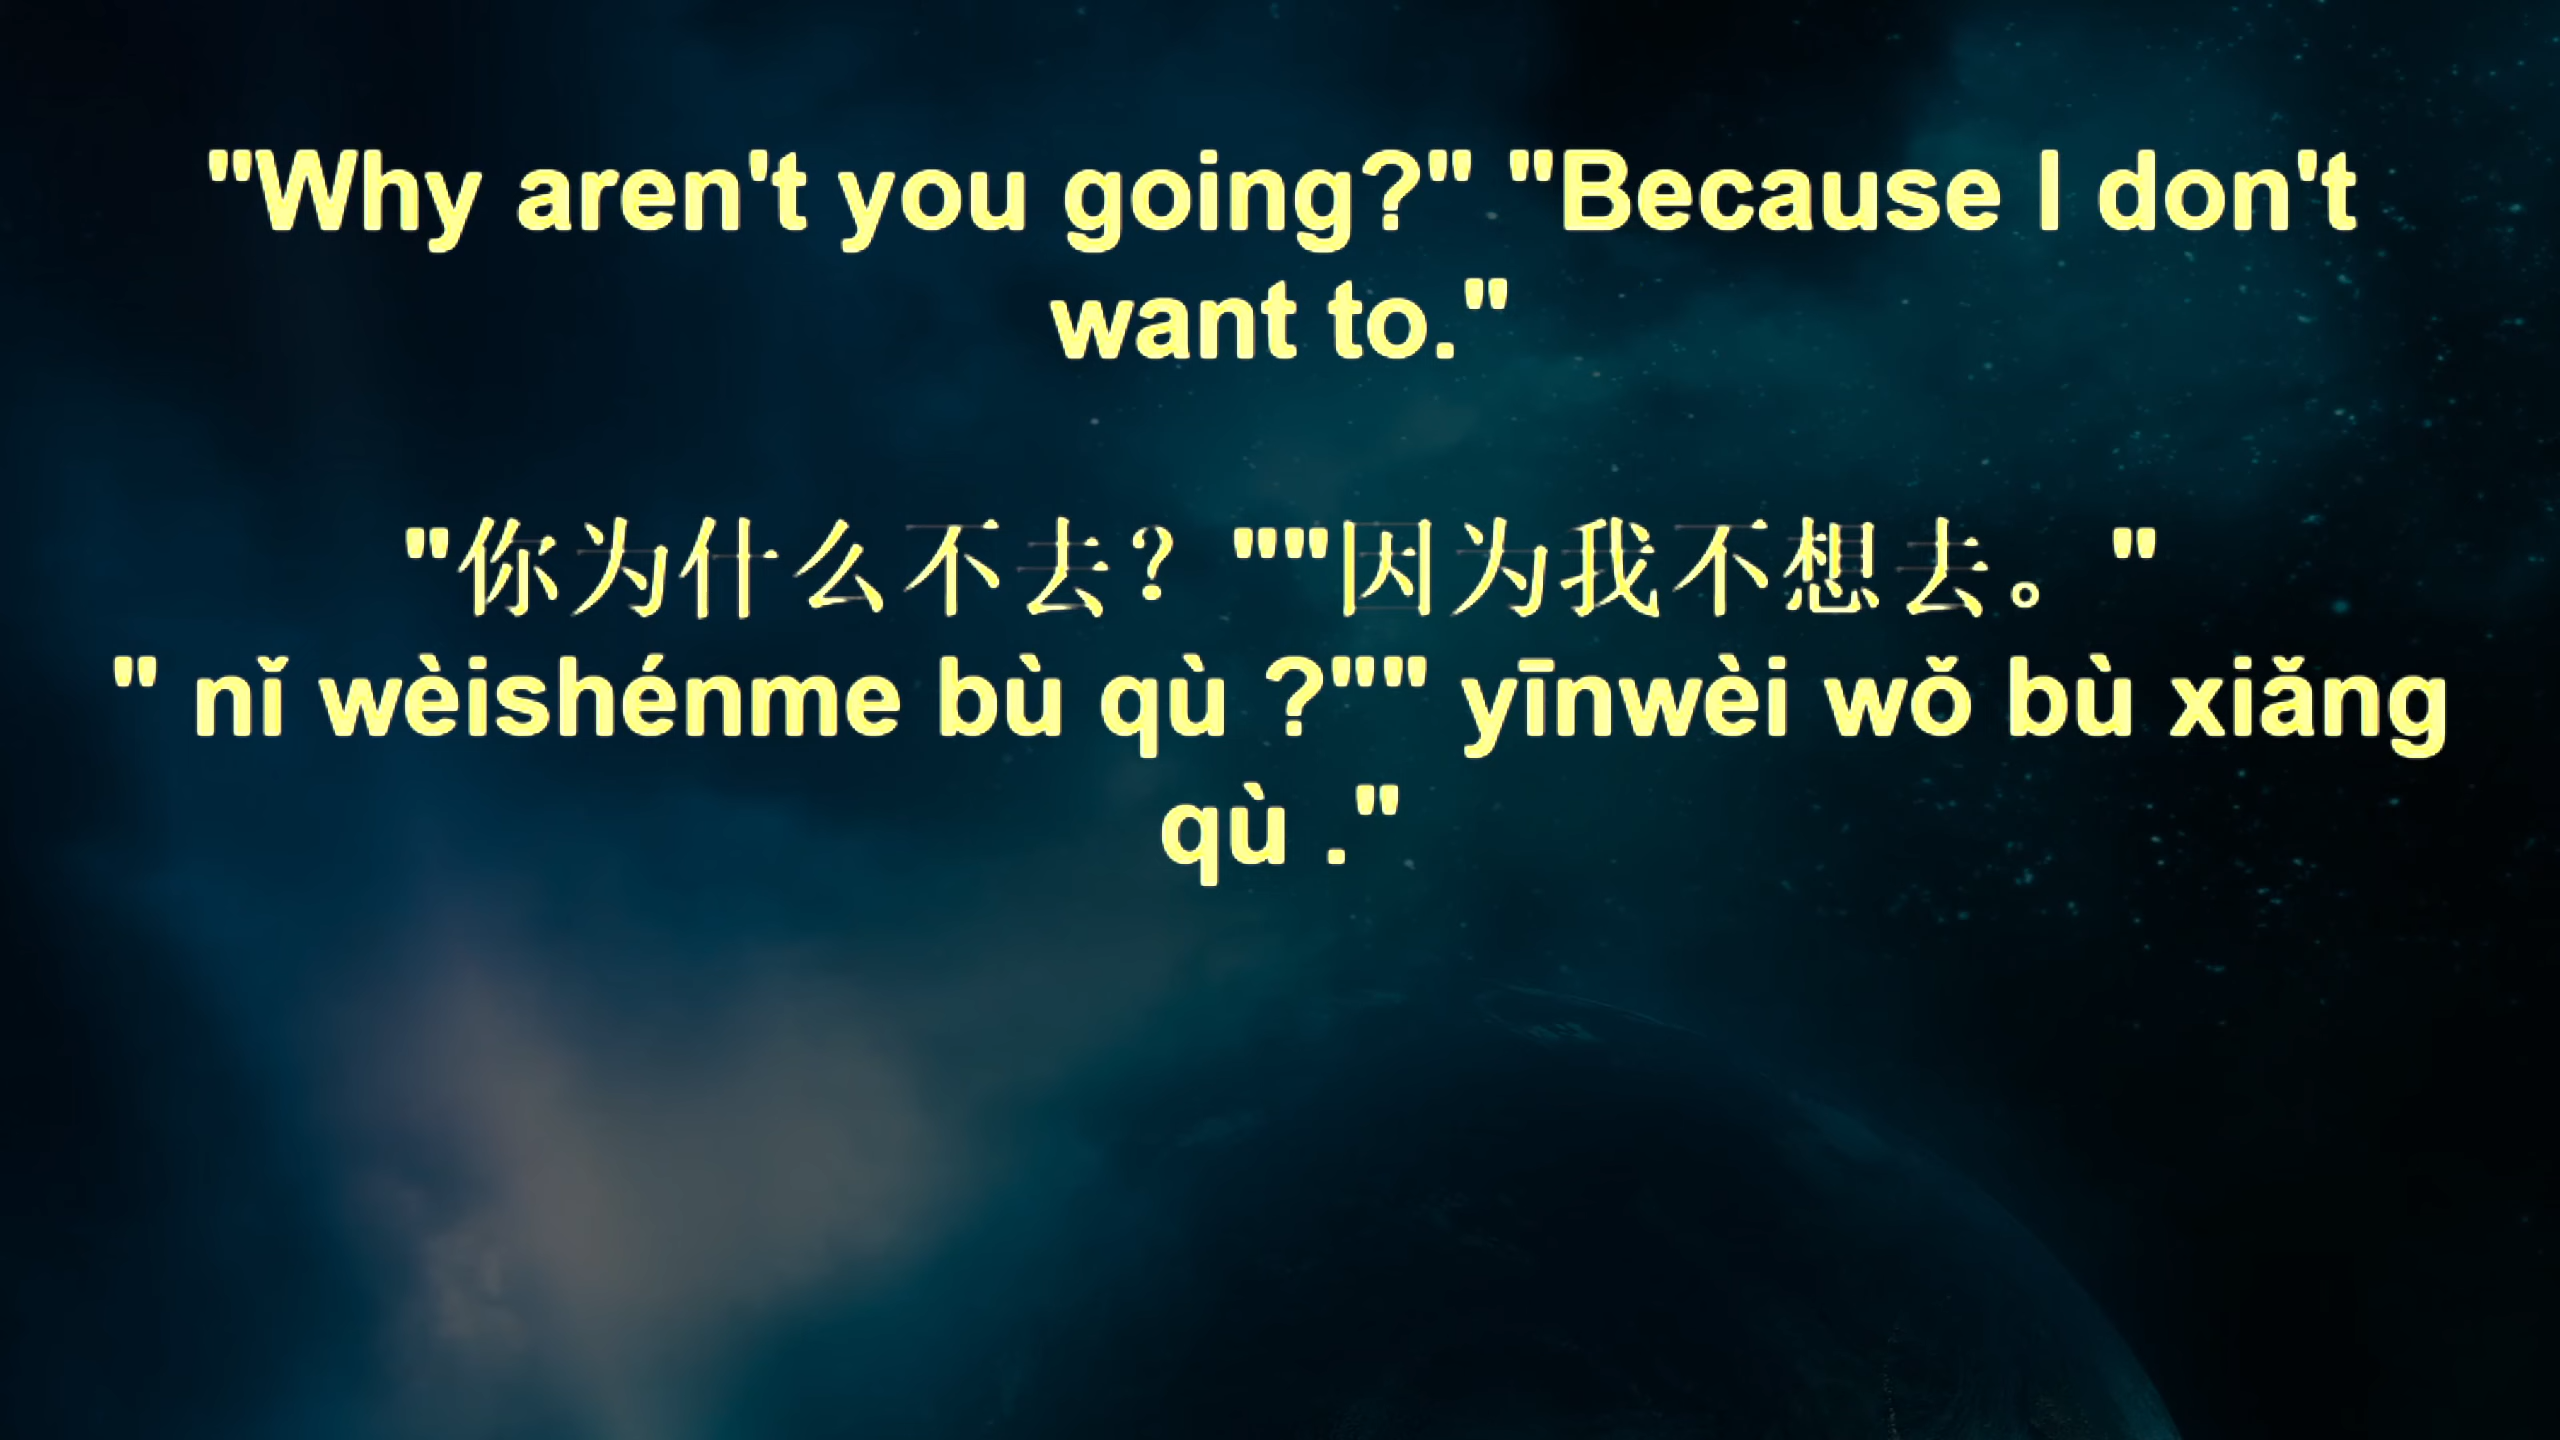 "Why aren't you going?" "Because I don't
want to."
"你为什么不去？""因为我不想去。"
" nǐ wèishénme bù qù ?"" yīnwèi wǒ bù xiǎng
qù ."